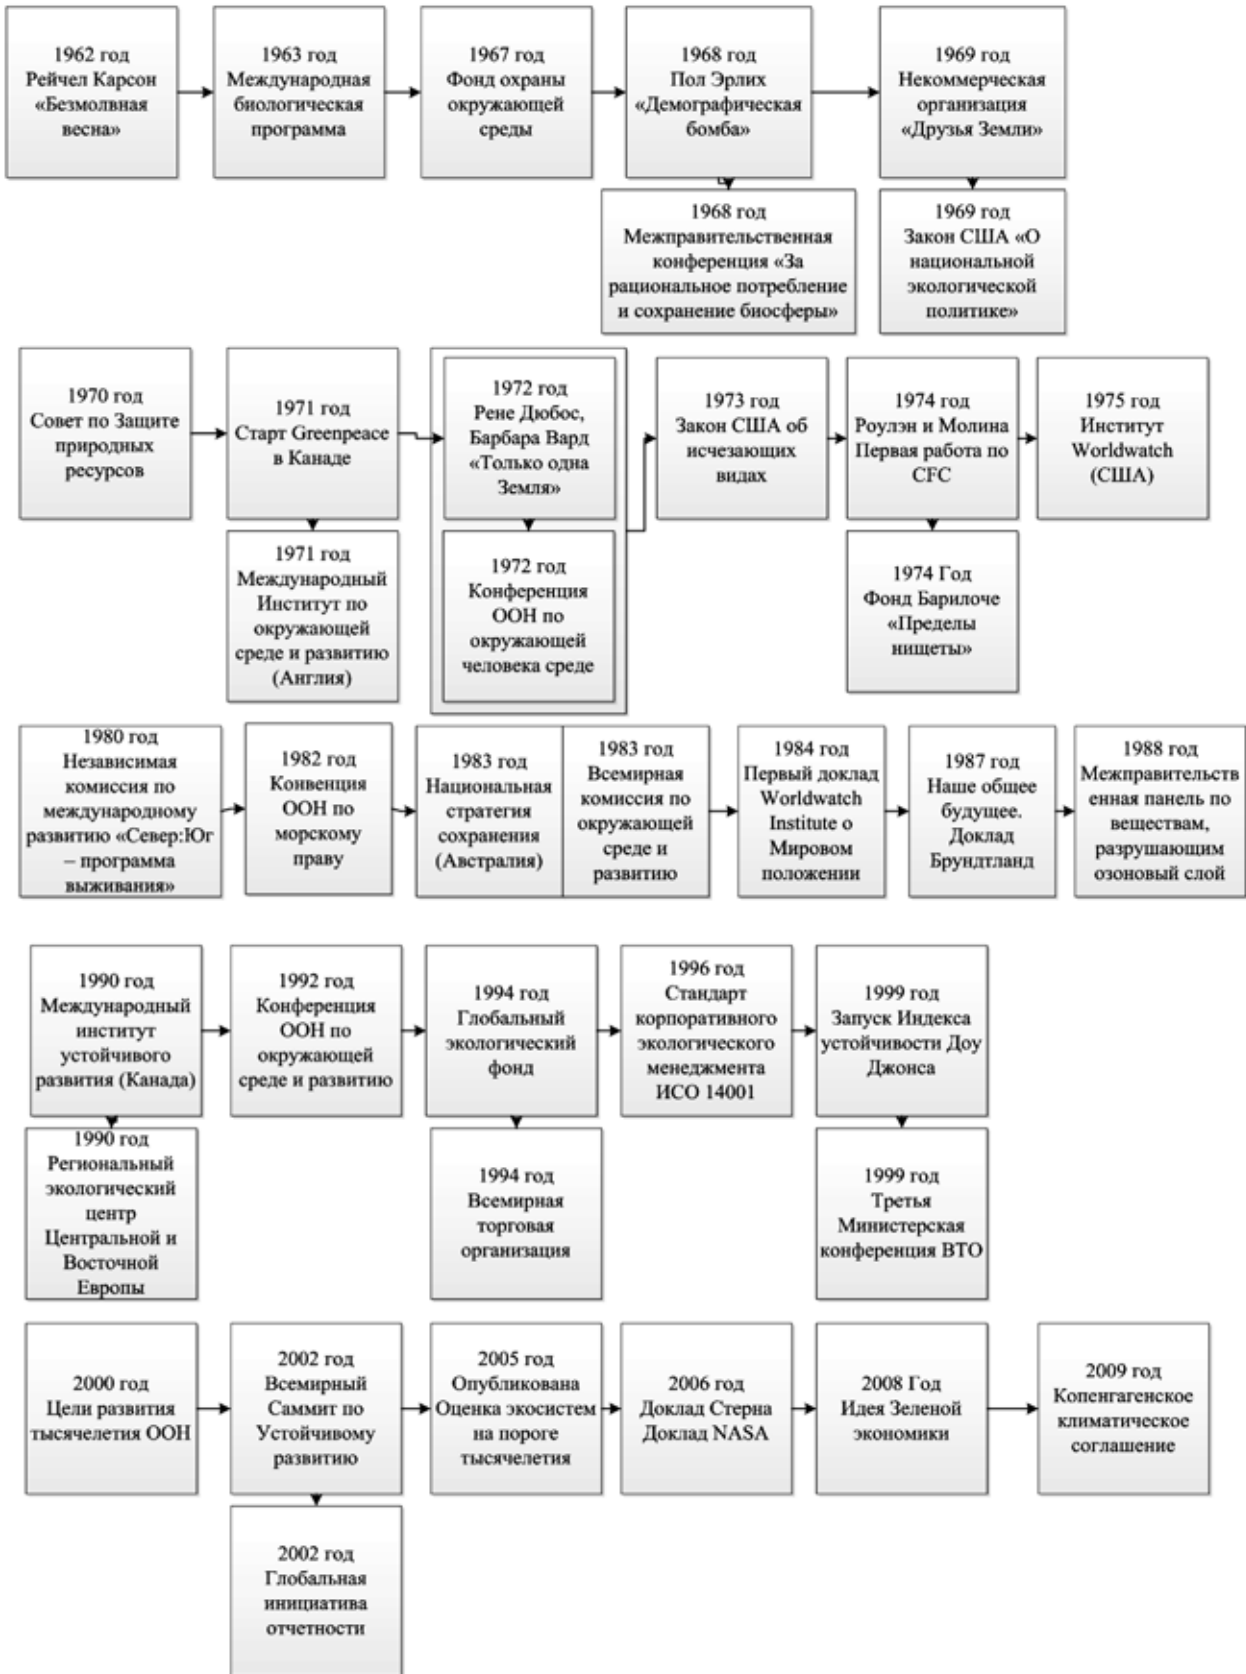 1962 год
Рейчел Карсон
«Безмолвная
весна»
1963 год
Международная
биологическая
программа
1967 год
Фонд охраны
окружающей
среды
1968 год
Пол Эрлих
«Демографическая
бомба»
1969 год
Некоммерческая
организация
«Друзья Земли»
1968 год
Межправительственная
конференция «За
рациональное потребление
и сохранение биосферы»
1969 год
Закон США «О
национальной
экологической
политике»
1970 год
Совет по Защите
природных
ресурсов
1971 год
Старт Greenpeace
в Канаде
1972 год
Рене Дюбос,
Барбара Вард
«Только одна
Земля»
1973 год
Закон США об
исчезающих
видах
1974 год
Роулэн и Молина
Первая работа по
CFC
1975 год
Институт
Worldwatch
(США)
1971 год
Международный
Институт по
окружающей
среде и развитию
(Англия)
1972 год
Конференция
ООН по
окружающей
человека среде
1974 Год
Фонд Барилоче
«Пределы
нищеты»
1980 год
Независимая
комиссия по
международному
развитию «Север:Юг
– программа
выживания»
1982 год
Конвенция
ООН по
морскому
праву
1983 год
Национальная
стратегия
сохранения
(Австралия)
1983 год
Всемирная
комиссия по
окружающей
среде и
развитию
1984 год
Первый доклад
Worldwatch
Institute о
Мировом
положении
1987 год
Наше общее
будущее.
Доклад
Брундтланд
1988 год
Межправительств
енная панель по
веществам,
разрушающим
озоновый слой
1990 год
Международный
институт
устойчивого
развития (Канада)
1992 год
Конференция
ООН по
окружающей
среде и развитию
1994 год
Глобальный
экологический
фонд
1996 год
Стандарт
корпоративного
экологического
менеджмента
ИСО 14001
1999 год
Запуск Индекса
устойчивости Доу
Джонса
1990 год
Региональный
экологический
центр
Центральной и
Восточной
Европы
1994 год
Всемирная
торговая
организация
1999 год
Третья
Министерская
конференция ВТО
2000 год
Цели развития
тысячелетия ООН
2002 год
Всемирный
Саммит по
Устойчивому
развитию
2005 год
Опубликована
Оценка экосистем
на пороге
тысячелетия
2006 год
Доклад Стерна
Доклад NASA
2008 Год
Идея Зеленой
экономики
2009 год
Копенгагенское
климатическое
соглашение
2002 год
Глобальная
инициатива
отчетности